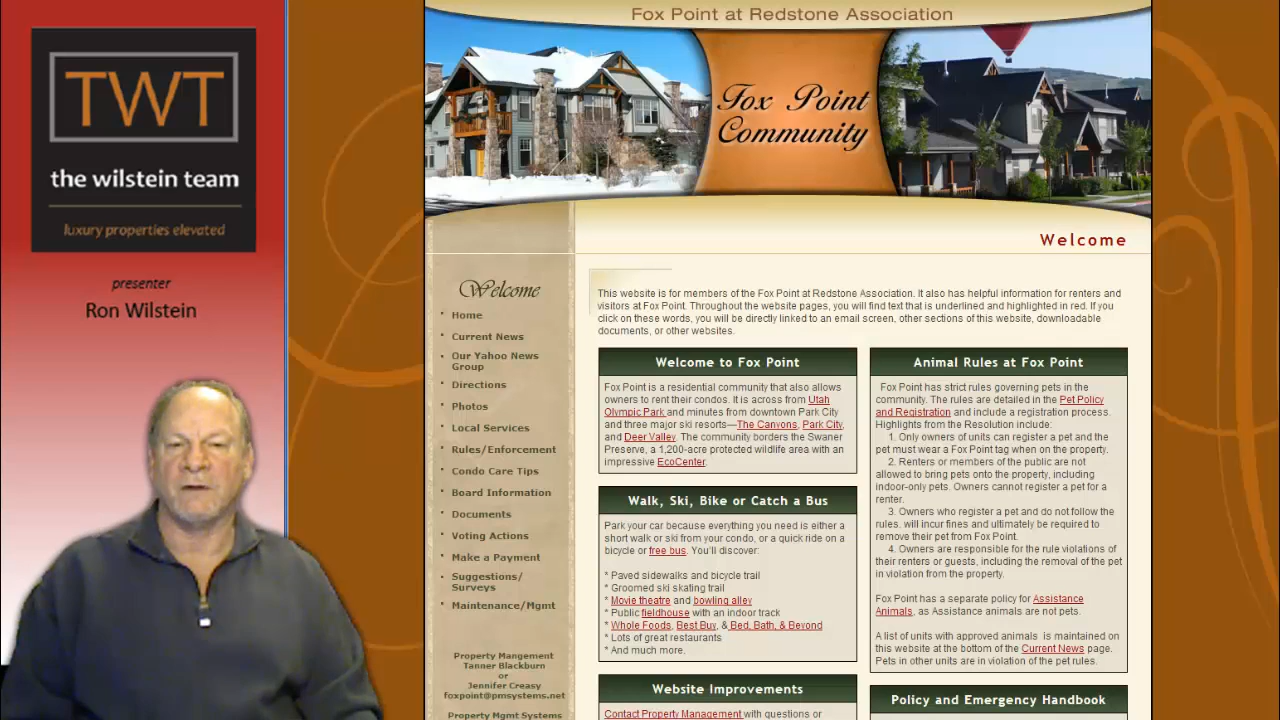 TWT
the wilstein team
luxury properties elevated
presenter
Ron Wilstein
Fox Point at Redstone Association
Fox Point
Community
Welcome
Welcome
Home
Current News
Our Yahoo News
Group
Directions
Photos
Local Services
Rules/Enforcement
Condo Care Tips
Board Information
Documents
Voting Actions
Make a Payment
Suggestions/
Surveys
Maintenance/Mgmt
Property Mangement
Tanner Blackburn
or
Jennifer Creasy
foxpoint@pmsystems.net
Property Mgmt Systems
This website is for members of the Fox Point at Redstone Association. It also has helpful information for renters and
visitors at Fox Point. Throughout the website pages, you will find text that is underlined and highlighted in red. If you
click on these words, you will be directly linked to an email screen, other sections of this website, downloadable
documents, or other websites.
Welcome to Fox Point
Fox Point is a residential community that also allows
owners to rent their condos. It is across from Utah
Olympic Park and minutes from downtown Park City
and three major ski resorts—The Canyons, Park City,
and Deer Valley. The community borders the Swaner
Preserve, a 1,200-acre protected wildlife area with an
impressive EcoCenter.
Walk, Ski, Bike or Catch a Bus
Park your car because everything you need is either a
short walk or ski from your condo, or a quick ride on a
bicycle or free bus. You'll discover:
* Paved sidewalks and bicycle trail
* Groomed ski skating trail
* Movie theatre and bowling alley
* Public fieldhouse with an indoor track
* Whole Foods, Best Buy, & Bed, Bath, & Beyond
* Lots of great restaurants
* And much more.
Website Improvements
Contact Property Management with questions or
Animal Rules at Fox Point
Fox Point has strict rules governing pets in the
community. The rules are detailed in the Pet Policy
and Registration and include a registration process.
Highlights from the Resolution include:
1. Only owners of units can register a pet and the
pet must wear a Fox Point tag when on the property.
2. Renters or members of the public are not
allowed to bring pets onto the property, including
indoor-only pets. Owners cannot register a pet for a
renter.
3. Owners who register a pet and do not follow the
rules, will incur fines and ultimately be required to
remove their pet from Fox Point.
4. Owners are responsible for the rule violations of
their renters or guests, including the removal of the pet
in violation from the property.
Fox Point has a separate policy for Assistance
Animals, as Assistance animals are not pets.
A list of units with approved animals is maintained on
this website at the bottom of the Current News page.
Pets in other units are in violation of the pet rules.
Policy and Emergency Handbook